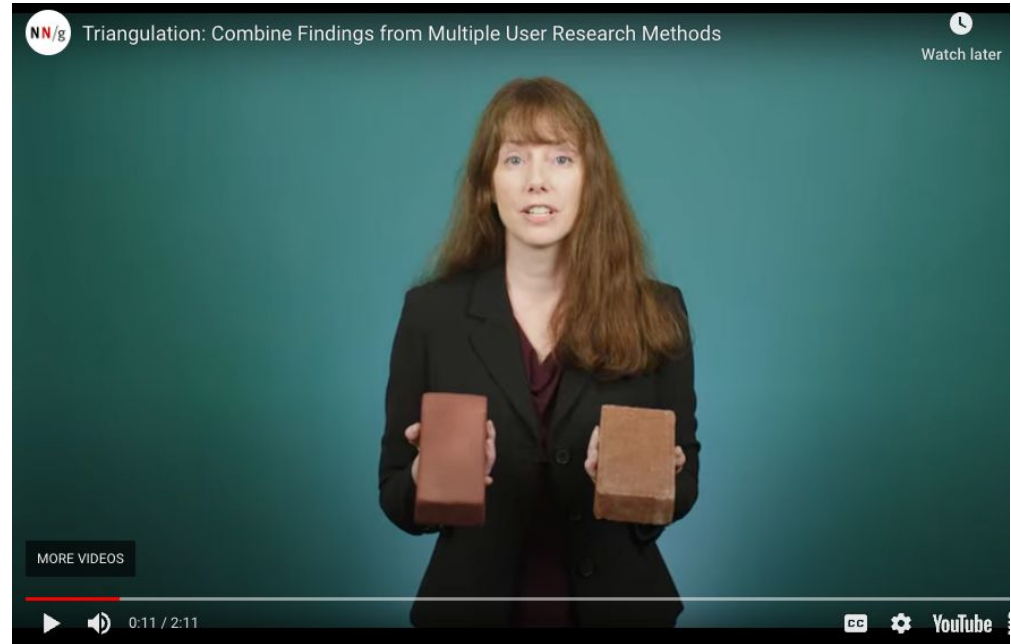 NN/g
Triangulation: Combine Findings from Multiple User Research Methods
Watch later
MORE VIDEOS
0:11 / 2:11
CC
YouTube